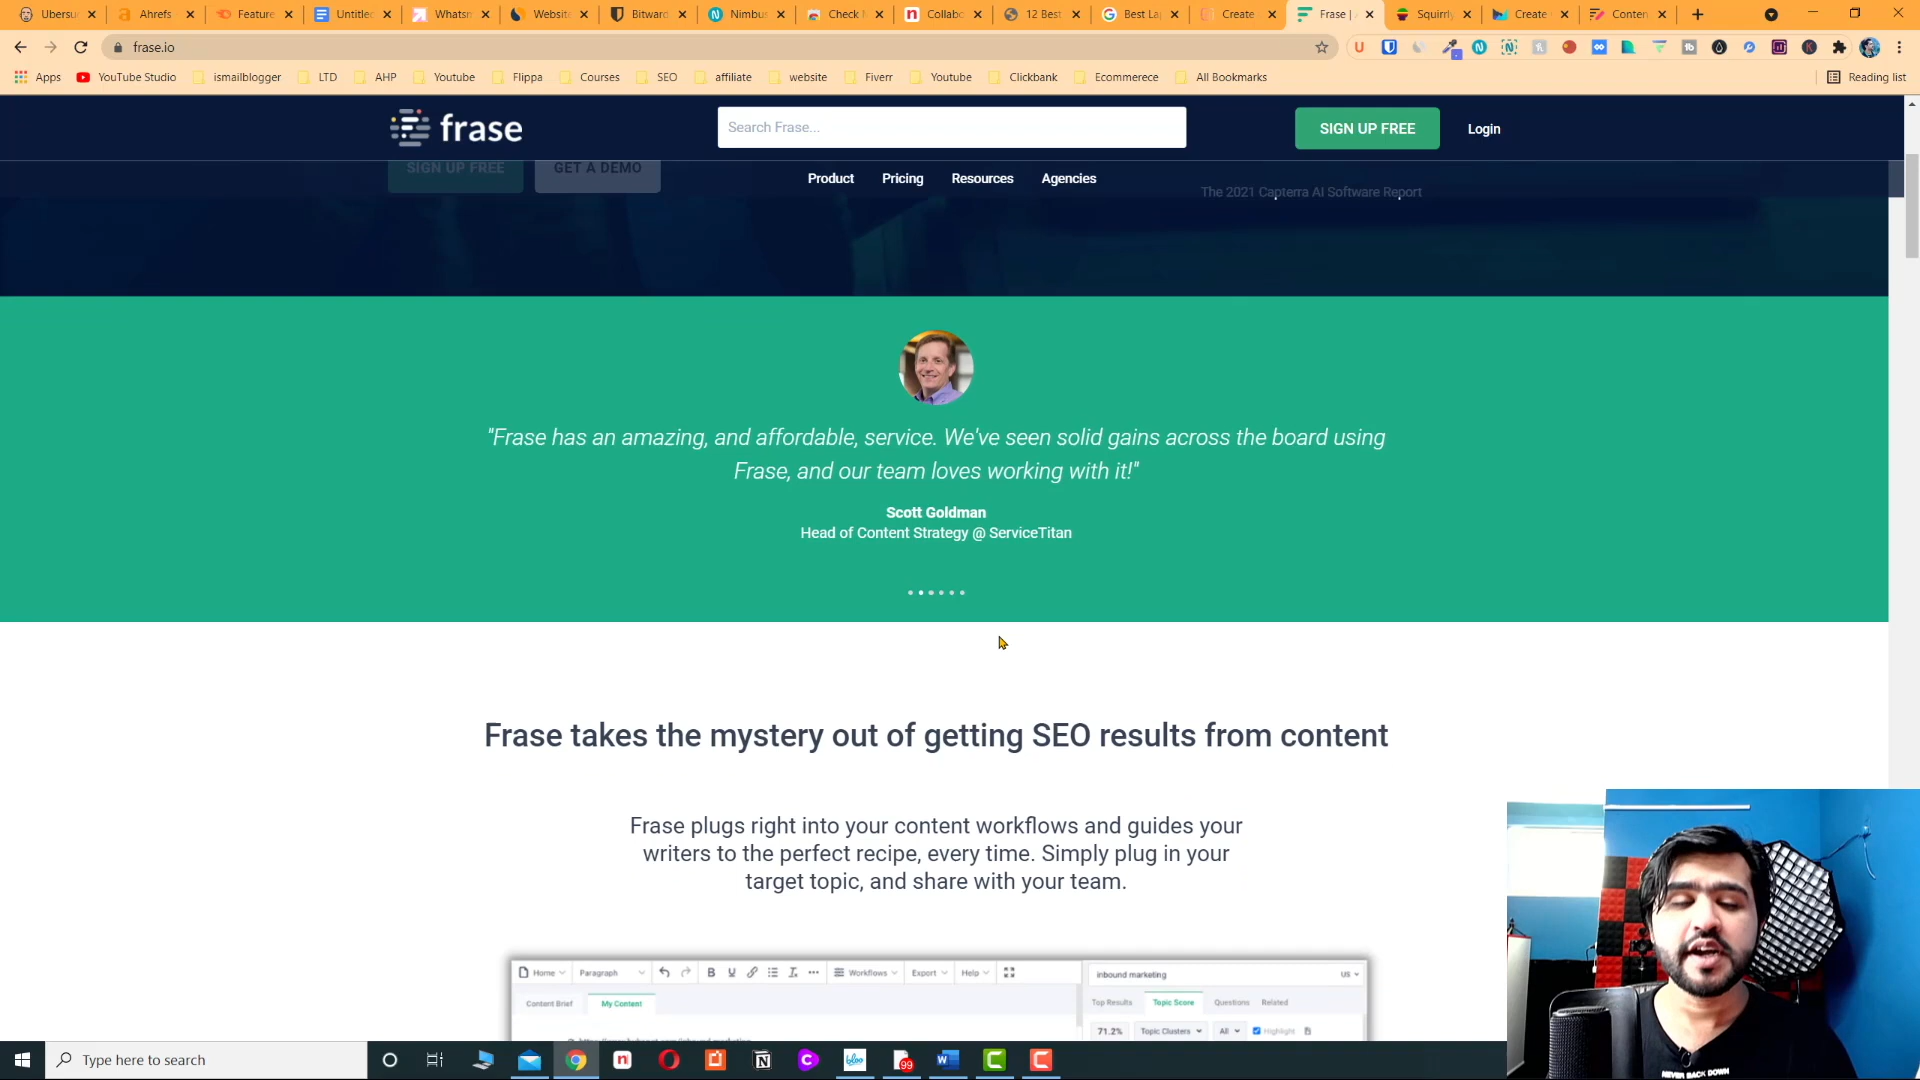 Ubersu
Ahrefs
Feature
Untitle
Whatsm
Website
Bitward
Nimbus
Check M
Collabo
12 Best
Best La
Create
Frase |
Squirrly
Create
Conten
frase.io
Apps
YouTube Studio
ismailblogger
LTD
AHP
Youtube
Flippa
Courses
SEO
affiliate
website
Fiverr
Youtube
Clickbank
Ecommerece
All Bookmarks
Reading list
frase
Search Frase...
SIGN UP FREE
Login
SIGN UP FREE
GET A DEMO
Product
Pricing
Resources
Agencies
The 2021 Capterra AI Software Report
"Frase has an amazing, and affordable, service. We've seen solid gains across the board using
Frase, and our team loves working with it!"
Scott Goldman
Head of Content Strategy @ ServiceTitan
Frase takes the mystery out of getting SEO results from content
Frase plugs right into your content workflows and guides your
writers to the perfect recipe, every time. Simply plug in your
target topic, and share with your team.
Home
Paragraph
B
U
Workflows
Export
Help
inbound marketing
US
Content Brief
My Content
Top Results
Topic Score
Questions
Related
71.2%
Topic Clusters
All
Highlight
Type here to search
bloo
99
NEVER BACK DOWN